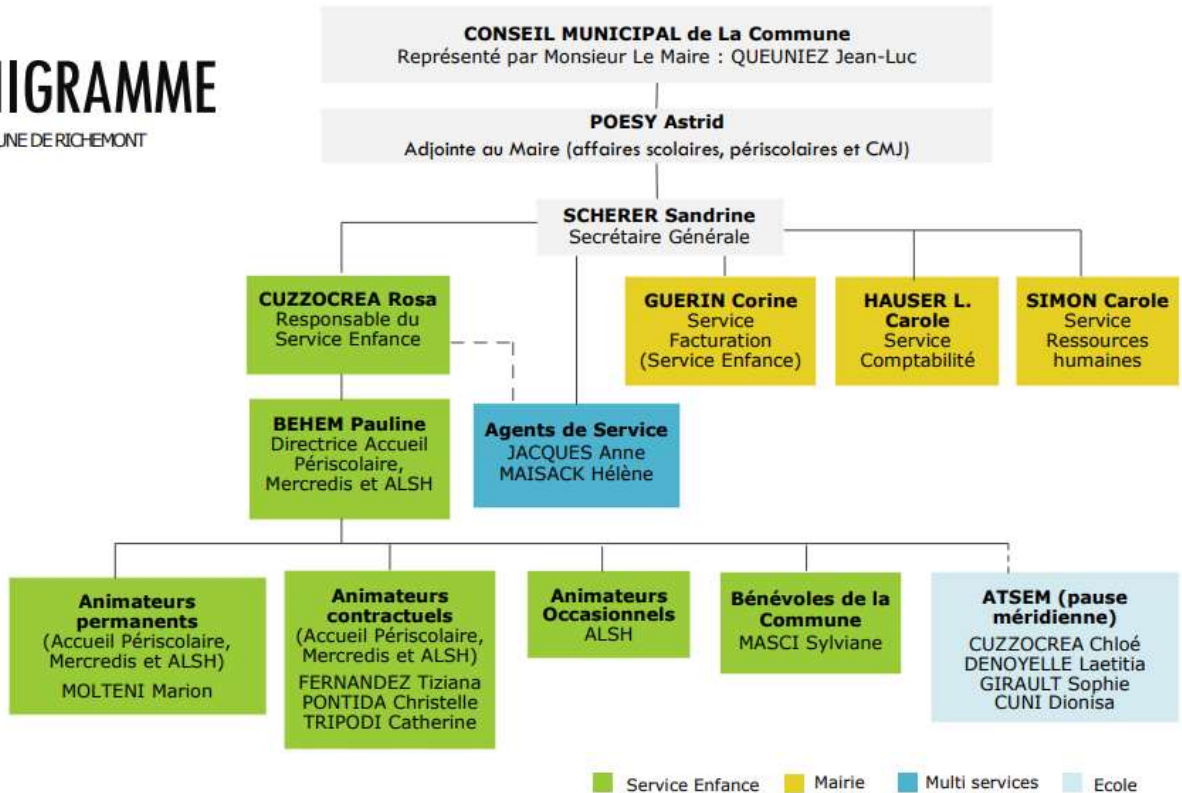 CONSEIL MUNICIPAL de La Commune
Représenté par Monsieur Le Maire : QUEUNIEZ Jean-Luc
IGRAMME
UNE DE RICHEMONT
POESY Astrid
Adjointe au Maire (affaires scolaires, périscolaires et CMJ)
SCHERER Sandrine
Secrétaire Générale
CUZZOCREA Rosa
Responsable du
Service Enfance
GUERIN Corine
Service
Facturation
(Service Enfance)
HAUSER L.
Carole
Service
Comptabilité
SIMON Carole
Service
Ressources
humaines
BEHEM Pauline
Directrice Accueil
Périscolaire,
Mercredis et ALSH
Agents de Service
JACQUES Anne
MAISACK Hélène
Animateurs
permanents
(Accueil Périscolaire,
Mercredis et ALSH)
MOLTENI Marion
Animateurs
contractuels
(Accueil Périscolaire,
Mercredis et ALSH)
FERNANDEZ Tiziana
PONTIDA Christelle
TRIPODI Catherine
Animateurs
Occasionnels
ALSH
Bénévoles de la
Commune
MASCI Sylviane
ATSEM (pause
méridienne)
CUZZOCREA Chloé
DENOYELLE Laetitia
GIRAULT Sophie
CUNI Dionisa
Service Enfance
Mairie
Multi services
Ecole